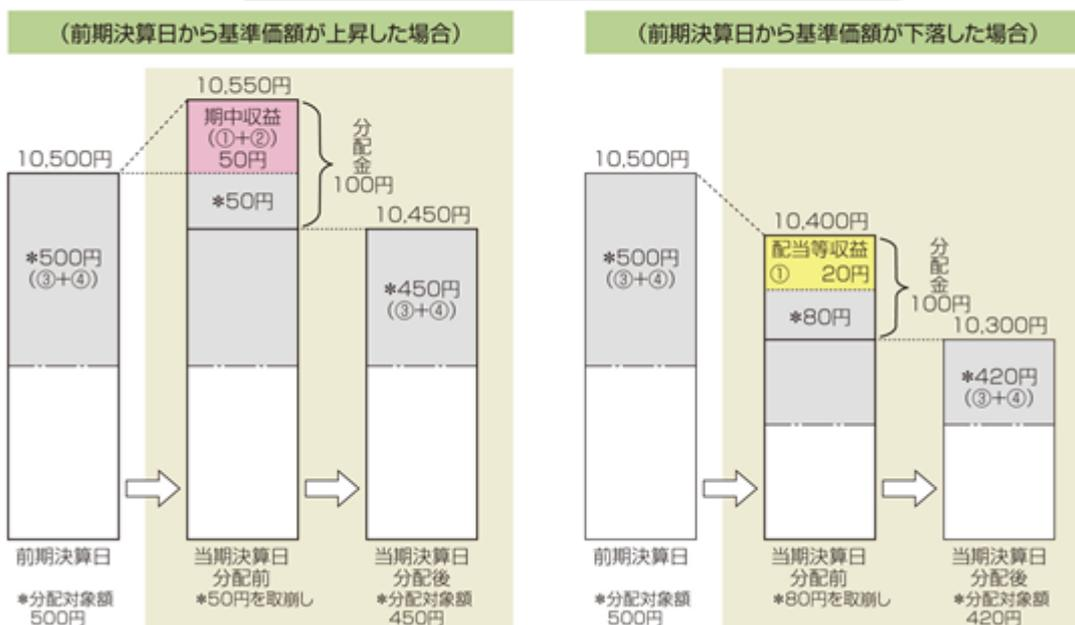 （前期決算日から基準価額が上昇した場合）
10,550円
期中収益
（①＋②）
50円
*50円
分配金
100円
10,500円
*500円
（③＋④）
10,450円
*450円
（③＋④）
前期決算日
*分配対象額
500円
当期決算日
分配前
*50円を取崩し
当期決算日
分配後
*分配対象額
450円
（前期決算日から基準価額が下落した場合）
10,500円
*500円
（③＋④）
10,400円
配当等収益
① 20円
*80円
分配金
100円
10,300円
*420円
（③＋④）
前期決算日
*分配対象額
500円
当期決算日
分配前
*80円を取崩し
当期決算日
分配後
*分配対象額
420円